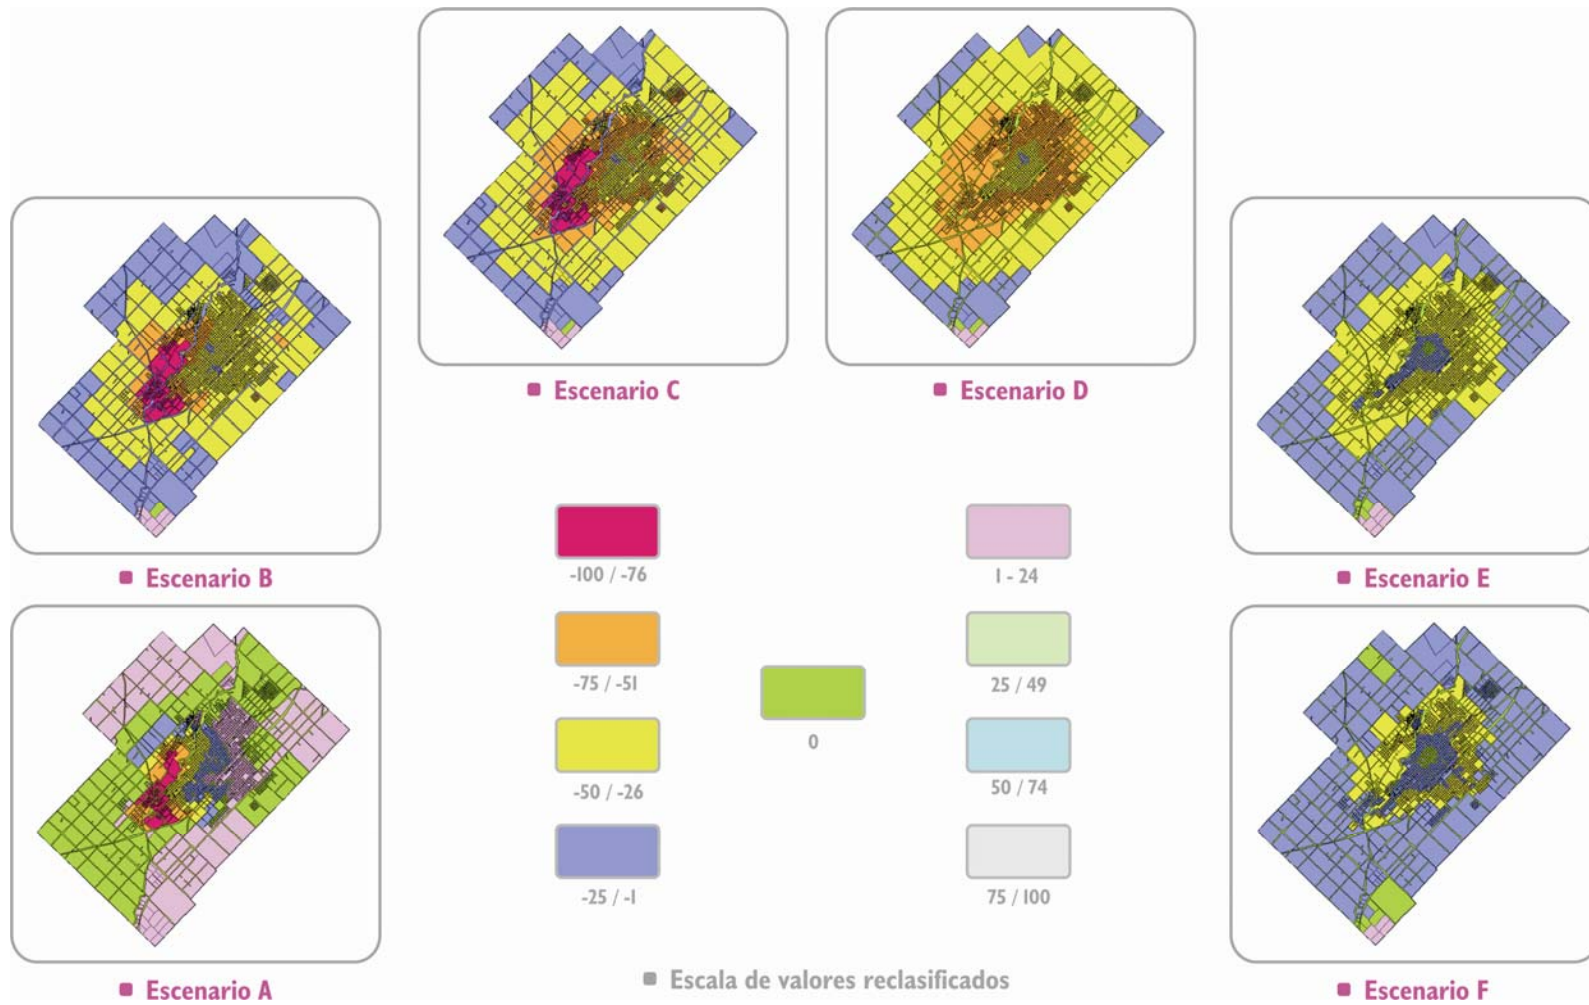 ■ Escenario C
■ Escenario D
■ Escenario B
■ Escenario E
-100 / -76
1 - 24
-75 / -51
25 / 49
0
-50 / -26
50 / 74
-25 / -1
75 / 100
■ Escala de valores reclasificados
■ Escenario A
■ Escenario F